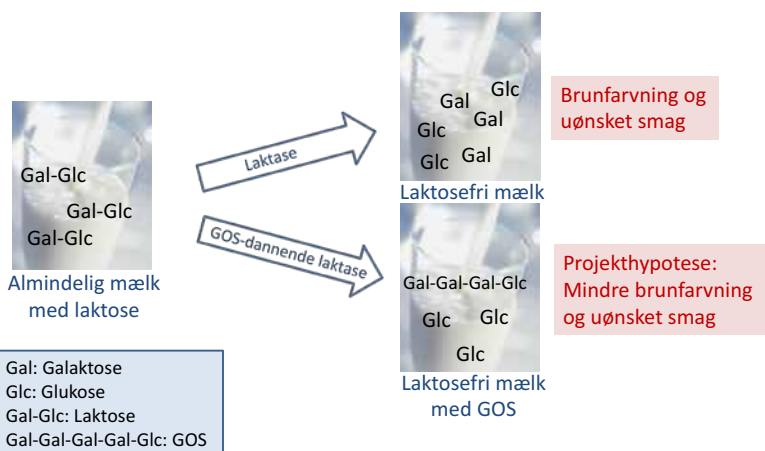 Gal-Glc
Gal-Glc
Gal-Glc
Almindelig mælk
med laktose
Laktase
GOS-dannende laktase
Glc
Gal
Gal
Glc
Glc
Gal
Laktosefri mælk
Brunfarvning og
uønsket smag
Gal-Gal-Gal-Glc
Glc
Glc
Glc
Laktosefri mælk
med GOS
Projekthypotese:
Mindre brunfarvning
og uønsket smag
Gal: Galaktose
Glc: Glukose
Gal-Glc: Laktose
Gal-Gal-Gal-Gal-Glc: GOS